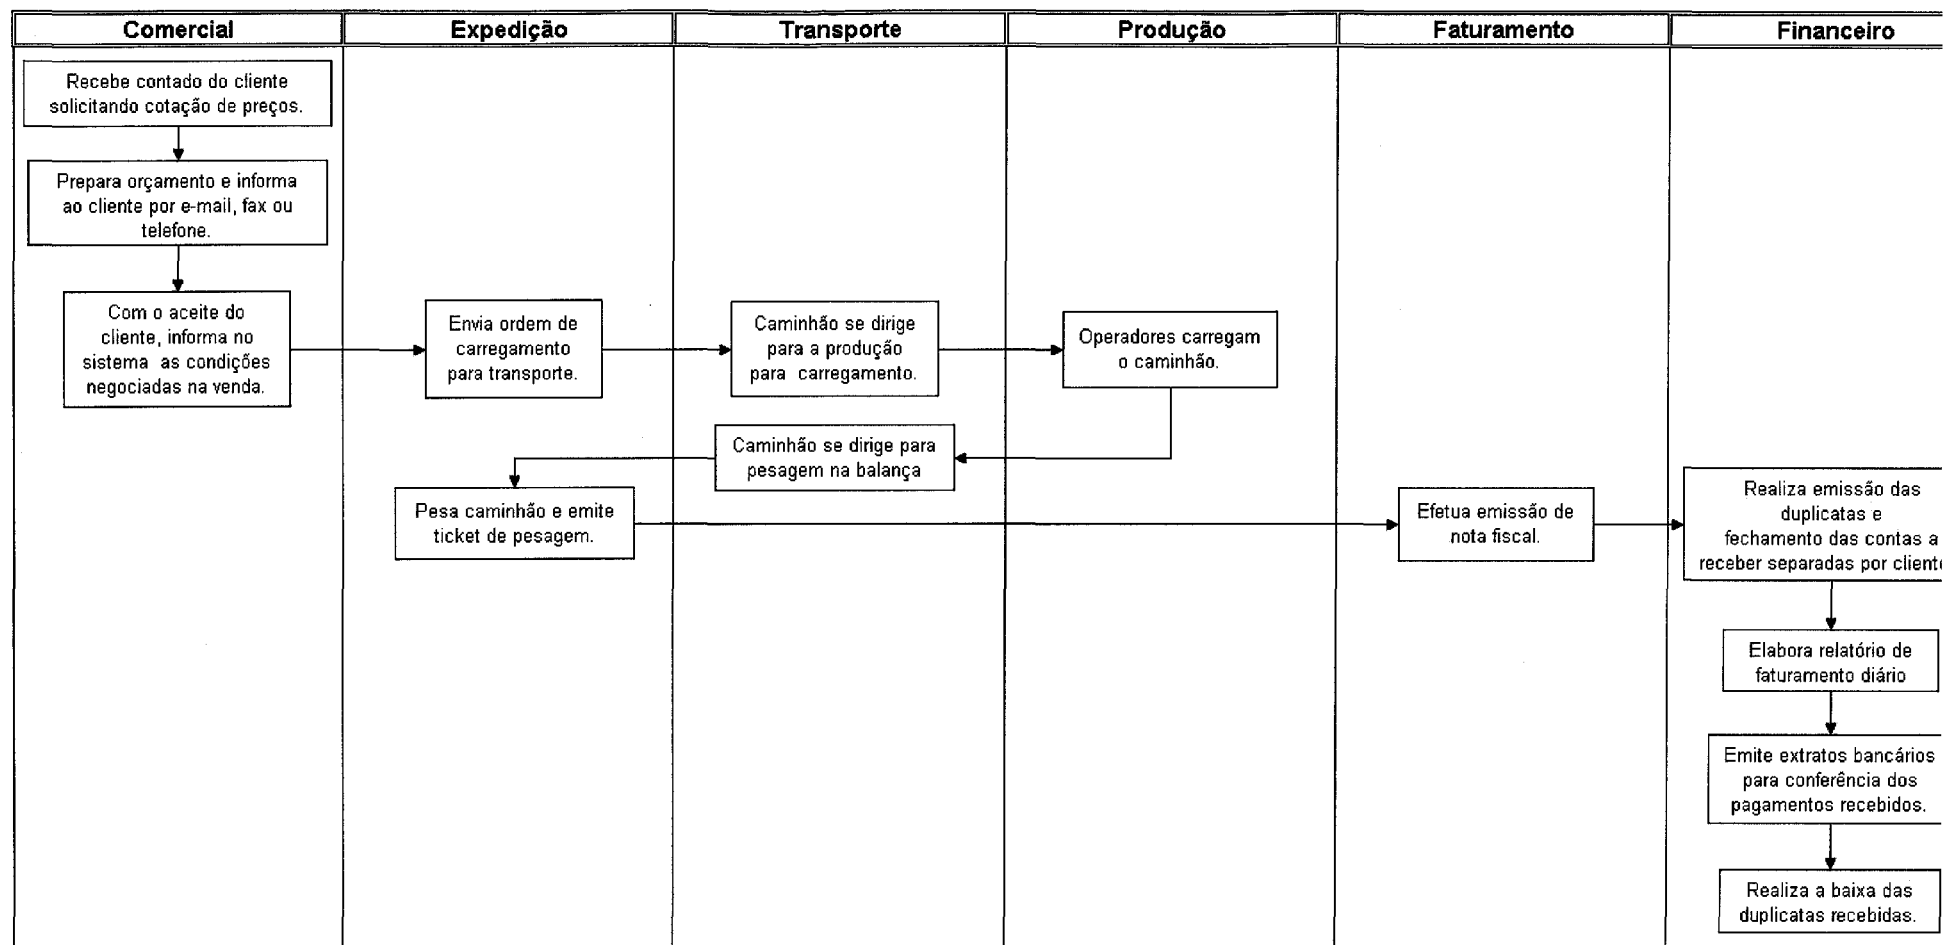 Comercial
Expedição
Transporte
Produção
Faturamento
Financeiro
Recebe contado do cliente
solicitando cotação de preços.
Prepara orçamento e informa
ao cliente por e-mail, fax ou
telefone.
Com o aceite do
cliente, informa no
sistema as condições
negociadas na venda.
Envia ordem de
carregamento
para transporte.
Caminhão se dirige
para a produção
para carregamento.
Operadores carregam
o caminhão.
Caminhão se dirige para
pesagem na balança
Pesa caminhão e emite
ticket de pesagem.
Efetua emissão de
nota fiscal.
Realiza emissão das
duplicatas e
fechamento das contas a
receber separadas por cliente
Elabora relatório de
faturamento diário
Emite extratos bancários
para conferência dos
pagamentos recebidos.
Realiza a baixa das
duplicatas recebidas.